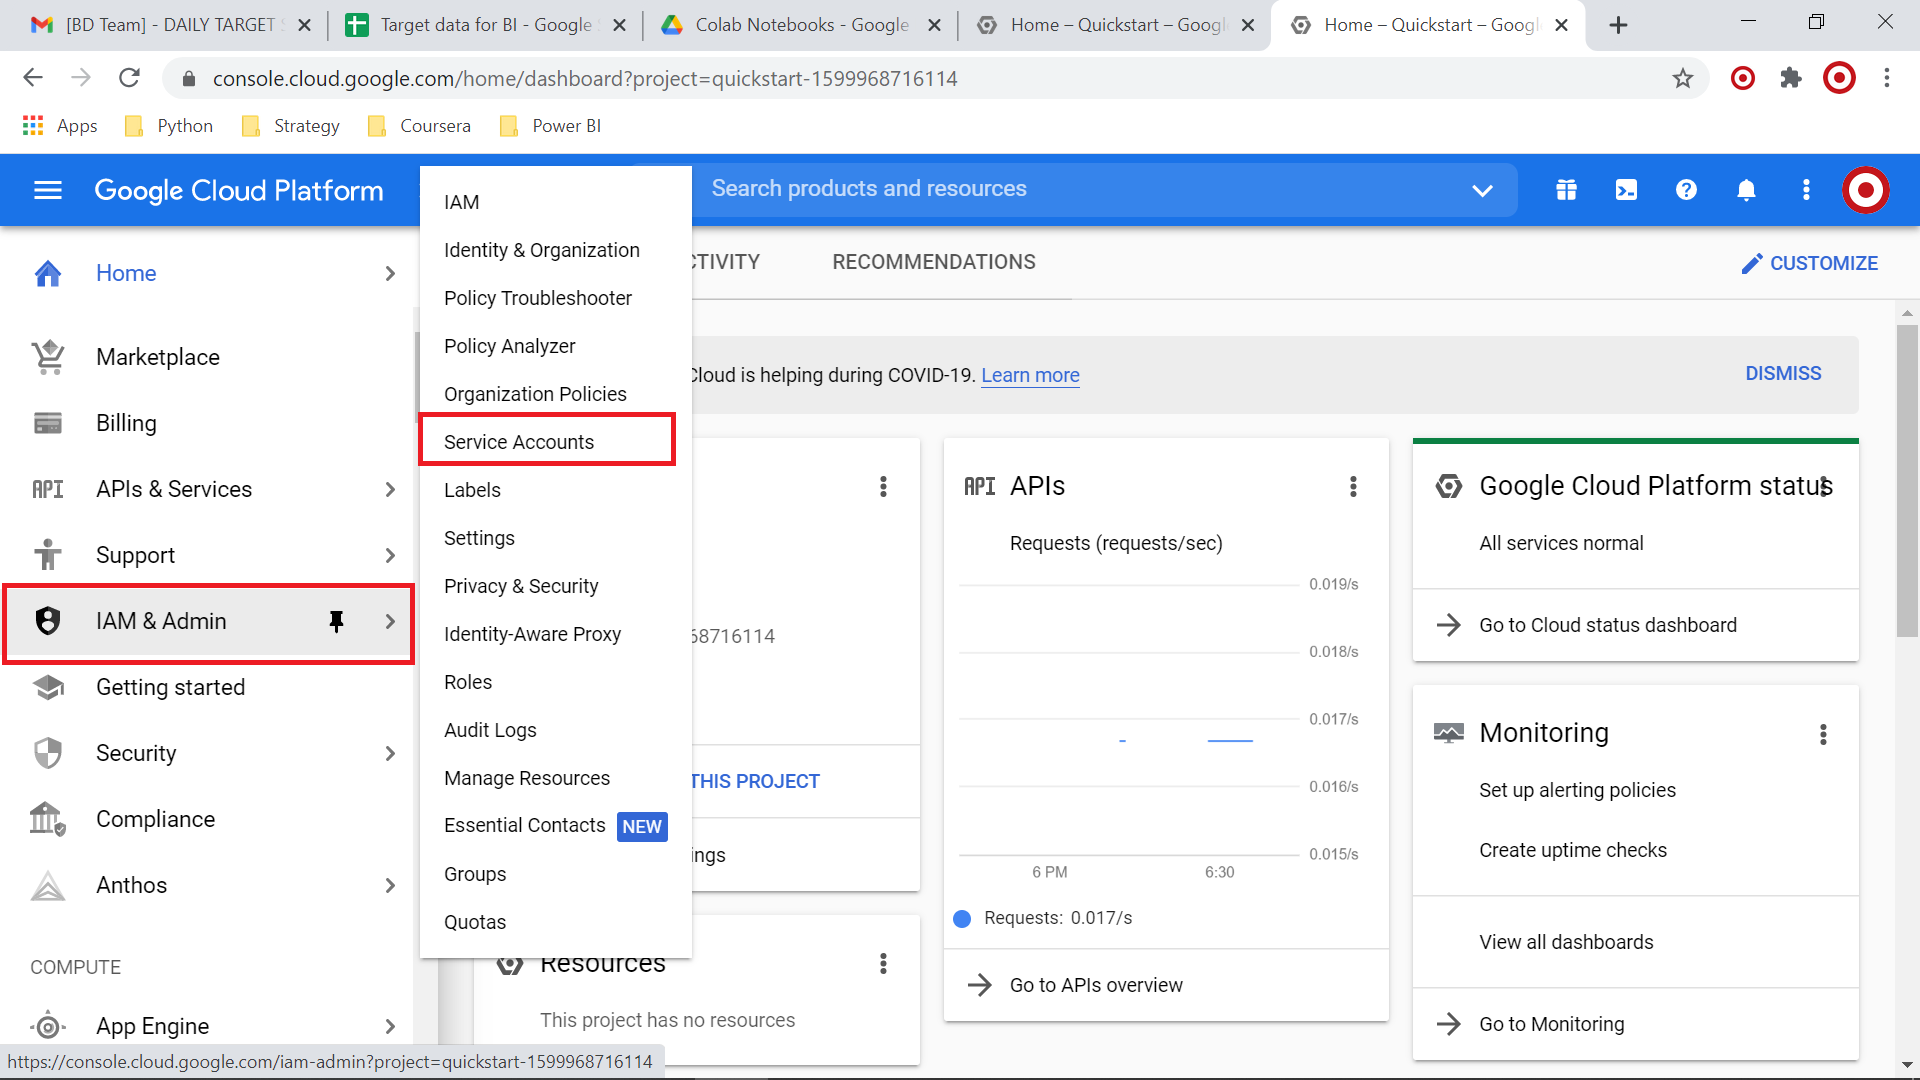 [BD Team] - DAILY TARGET
Target data for BI - Google
Colab Notebooks - Google
Home – Quickstart – Google
Home – Quickstart – Google
console.cloud.google.com/home/dashboard?project=quickstart-1599968716114
Apps
Python
Strategy
Coursera
Power BI
Google Cloud Platform
Search products and resources
Home
Marketplace
Billing
APIs & Services
Support
IAM & Admin
Getting started
Security
Compliance
Anthos
COMPUTE
App Engine
IAM
Identity & Organization
Policy Troubleshooter
Policy Analyzer
Organization Policies
Service Accounts
Labels
Settings
Privacy & Security
Identity-Aware Proxy
Roles
Audit Logs
Manage Resources
Essential Contacts NEW
Groups
Quotas
CTIVITY
RECOMMENDATIONS
CUSTOMIZE
Cloud is helping during COVID-19. Learn more
DISMISS
68716114
THIS PROJECT
ings
Resources
This project has no resources
API APIs
Requests (requests/sec)
0.019/s
0.018/s
0.017/s
0.016/s
0.015/s
6 PM
6:30
Requests: 0.017/s
Go to APIs overview
Google Cloud Platform status
All services normal
Go to Cloud status dashboard
Monitoring
Set up alerting policies
Create uptime checks
View all dashboards
Go to Monitoring
https://console.cloud.google.com/iam-admin?project=quickstart-1599968716114